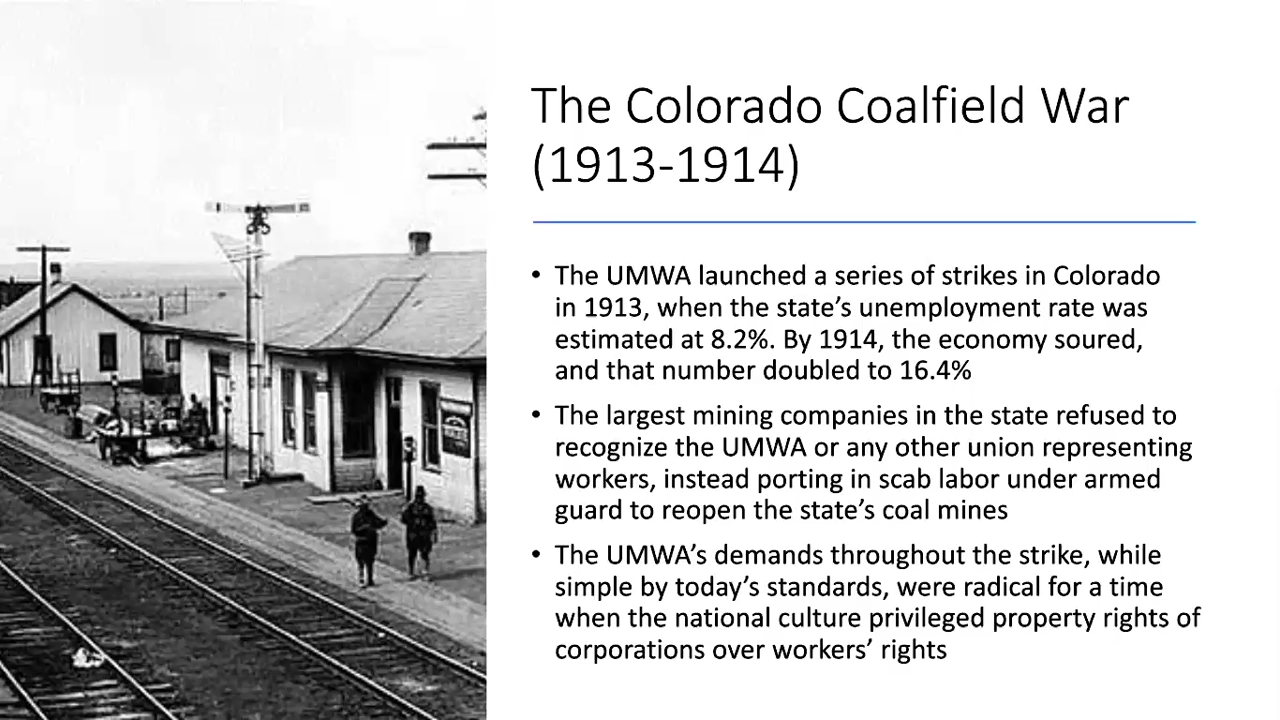 The Colorado Coalfield War
(1913-1914)
• The UMWA launched a series of strikes in Colorado
in 1913, when the state’s unemployment rate was
estimated at 8.2%. By 1914, the economy soured,
and that number doubled to 16.4%
• The largest mining companies in the state refused to
recognize the UMWA or any other union representing
workers, instead porting in scab labor under armed
guard to reopen the state’s coal mines
• The UMWA’s demands throughout the strike, while
simple by today’s standards, were radical for a time
when the national culture privileged property rights of
corporations over workers’ rights